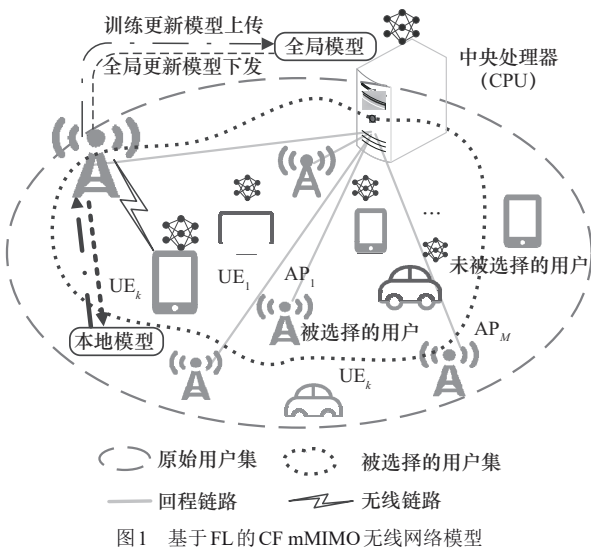 训练更新模型上传
全局模型
全局更新模型下发
中央处理器
(CPU)
...
UE_k
UE_1
AP_1
未被选择的用户
被选择的用户
AP_M
本地模型
UE_k
原始用户集
被选择的用户集
回程链路
无线链路
图1 基于FL的CF mMIMO无线网络模型